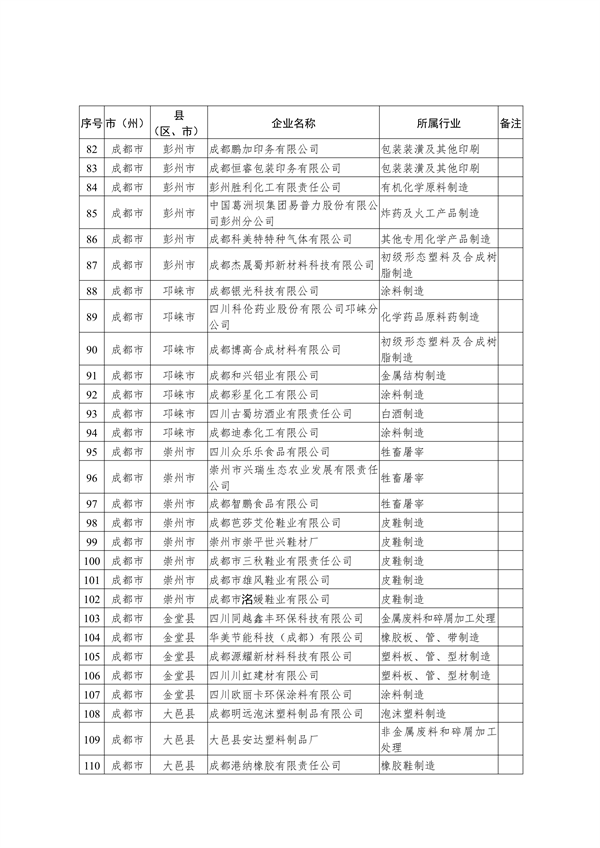 序号 市（州） 县（区、市） 企业名称 所属行业 备注
82 成都市 彭州市 成都鹏加印务有限公司 包装装潢及其他印刷
83 成都市 彭州市 成都恒睿包装印务有限公司 包装装潢及其他印刷
84 成都市 彭州市 彭州胜利化工有限责任公司 有机化学原料制造
85 成都市 彭州市 中国葛洲坝集团易普力股份有限公司彭州分公司 炸药及火工产品制造
86 成都市 彭州市 成都科美特特种气体有限公司 其他专用化学产品制造
87 成都市 彭州市 成都杰晟蜀邦新材料科技有限公司 初级形态塑料及合成树脂制造
88 成都市 邛崃市 成都银光科技有限公司 涂料制造
89 成都市 邛崃市 四川科伦药业股份有限公司邛崃分公司 化学药品原料药制造
90 成都市 邛崃市 成都博高合成材料有限公司 初级形态塑料及合成树脂制造
91 成都市 邛崃市 成都和兴铝业有限公司 金属结构制造
92 成都市 邛崃市 成都彩星化工有限公司 涂料制造
93 成都市 邛崃市 四川古蜀坊酒业有限责任公司 白酒制造
94 成都市 邛崃市 成都迪泰化工有限公司 涂料制造
95 成都市 崇州市 四川众乐乐食品有限公司 牲畜屠宰
96 成都市 崇州市 崇州市兴瑞生态农业发展有限责任公司 牲畜屠宰
97 成都市 崇州市 成都智鹏食品有限公司 牲畜屠宰
98 成都市 崇州市 成都芭莎艾伦鞋业有限公司 皮鞋制造
99 成都市 崇州市 崇州市崇平世兴鞋材厂 皮鞋制造
100 成都市 崇州市 成都市三秋鞋业有限责任公司 皮鞋制造
101 成都市 崇州市 成都市雄风鞋业有限公司 皮鞋制造
102 成都市 崇州市 成都市洺媛鞋业有限公司 皮鞋制造
103 成都市 金堂县 四川同越鑫丰环保科技有限公司 金属废料和碎屑加工处理
104 成都市 金堂县 华美节能科技（成都）有限公司 橡胶板、管、带制造
105 成都市 金堂县 成都源耀新材料科技有限公司 塑料板、管、型材制造
106 成都市 金堂县 四川川虹建材有限公司 塑料板、管、型材制造
107 成都市 金堂县 四川欧丽卡环保涂料有限公司 涂料制造
108 成都市 大邑县 成都明远泡沫塑料制品有限公司 泡沫塑料制造
109 成都市 大邑县 大邑县安达塑料制品厂 非金属废料和碎屑加工处理
110 成都市 大邑县 成都港纳橡胶有限责任公司 橡胶鞋制造